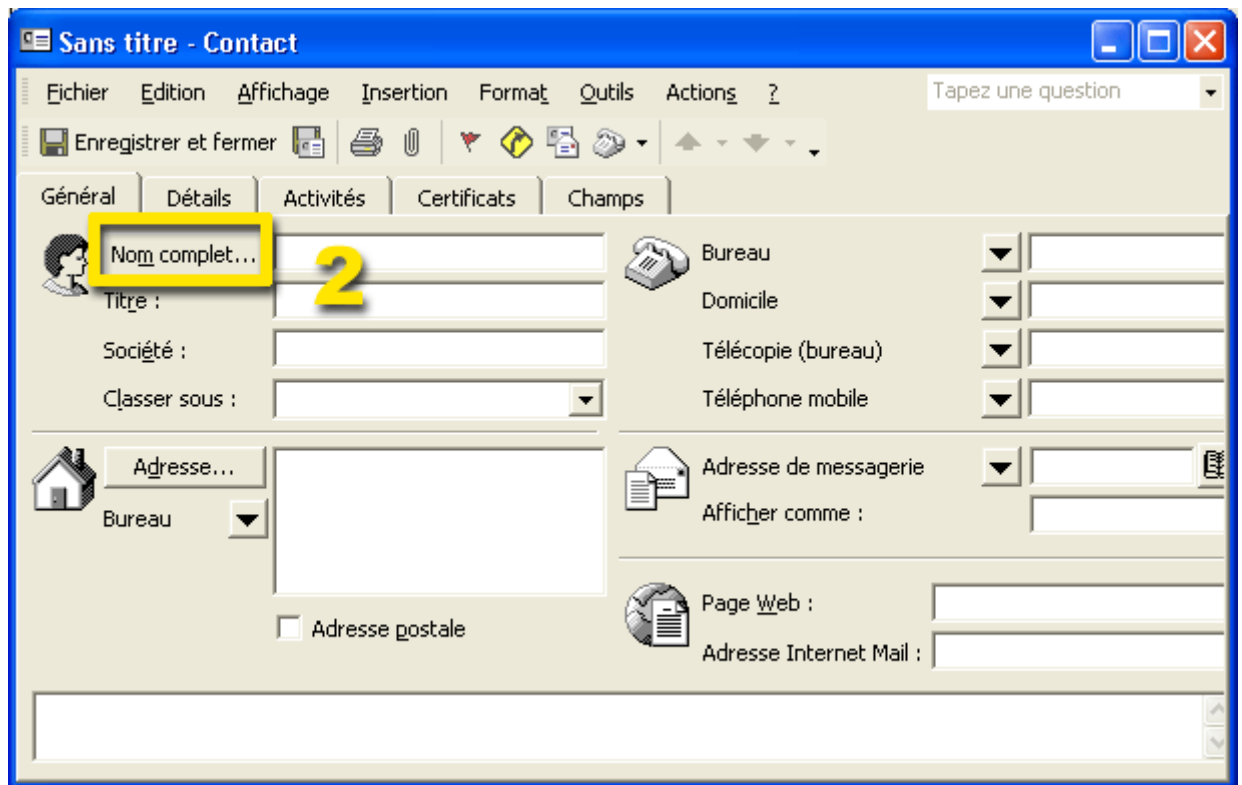 Sans titre - Contact
Fichier Edition Affichage Insertion Format Outils Actions ? Tapez une question
Enregistrer et fermer
Général Détails Activités Certificats Champs
Nom complet... 2
Titre :
Société :
Classer sous :
Bureau
Domicile
Télécopie (bureau)
Téléphone mobile
Adresse...
Bureau
Adresse postale
Adresse de messagerie
Afficher comme :
Page Web :
Adresse Internet Mail :